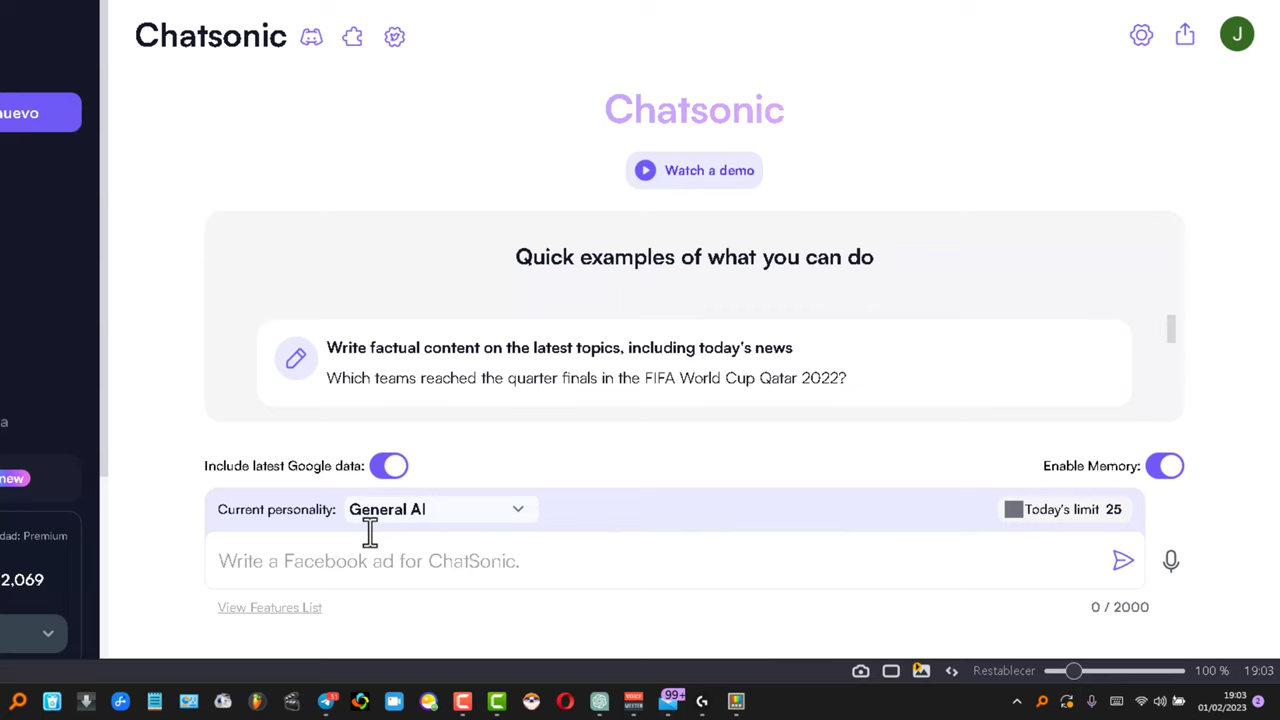 Chatsonic
J
nuevo
Chatsonic
Watch a demo
Quick examples of what you can do
Write factual content on the latest topics, including today's news
Which teams reached the quarter finals in the FIFA World Cup Qatar 2022?
a
new
Include latest Google data:
Enable Memory:
Current personality: General AI
Today's limit 25
dad: Premium
2,069
Write a Facebook ad for ChatSonic.
View Features List
0 / 2000
Restablecer
100 %
19:03
99+
19:03
01/02/2023
2